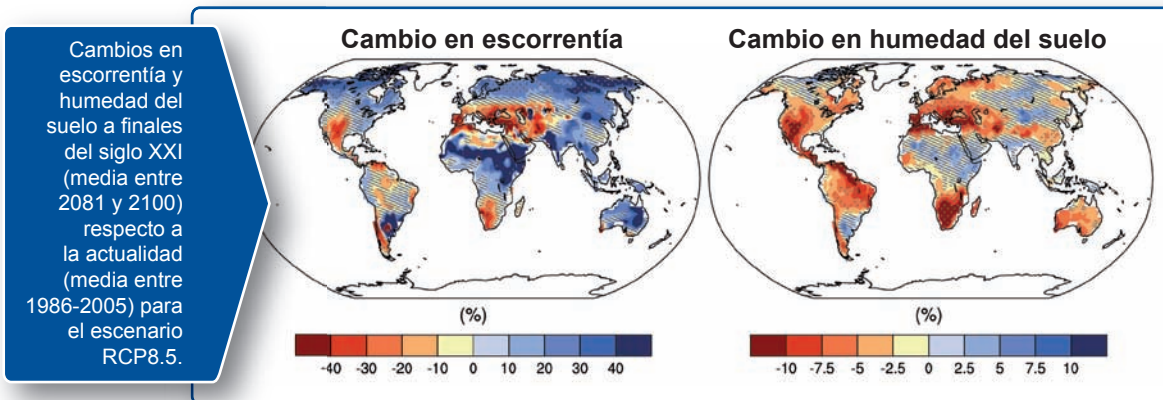 Cambios en
escorrentía y
humedad del
suelo a finales
del siglo XXI
(media entre
2081 y 2100)
respecto a
la actualidad
(media entre
1986-2005) para
el escenario
RCP8.5.
Cambio en escorrentía
(%)
-40 -30 -20 -10 0 10 20 30 40
Cambio en humedad del suelo
(%)
-10 -7.5 -5 -2.5 0 2.5 5 7.5 10